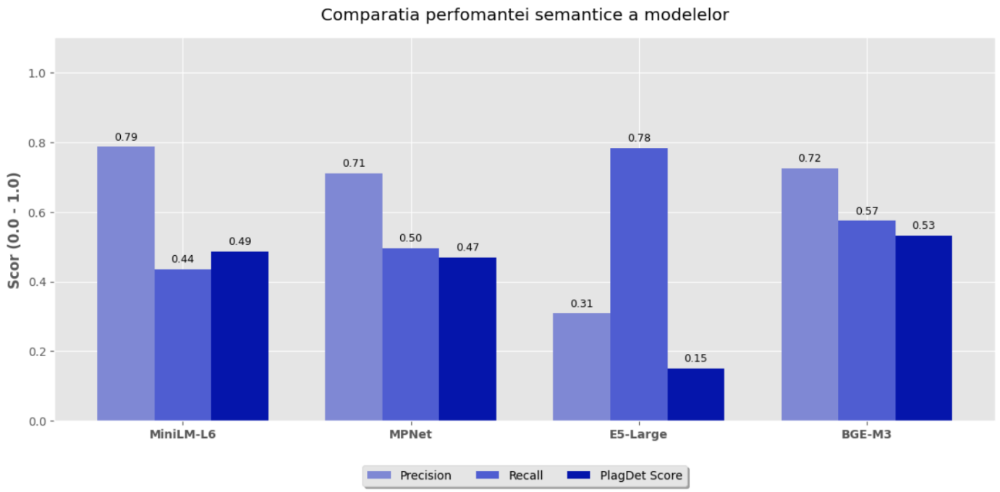 Comparatia perfomantei semantice a modelelor
Scor (0.0 - 1.0)
1.0
0.8
0.6
0.4
0.2
0.0
0.79
0.44
0.49
0.71
0.50
0.47
0.31
0.78
0.15
0.72
0.57
0.53
MiniLM-L6
MPNet
E5-Large
BGE-M3
Precision
Recall
PlagDet Score